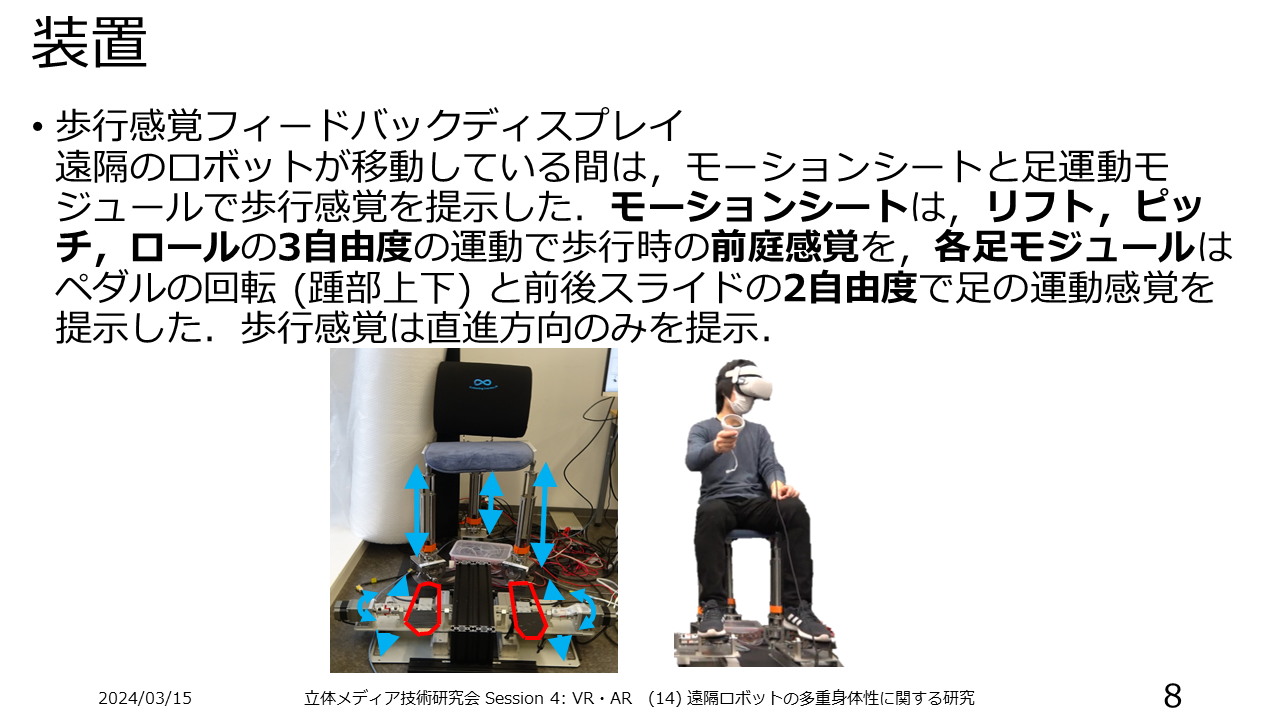 装置
• 歩行感覚フィードバックディスプレイ
遠隔のロボットが移動している間は，モーションシートと足運動モ
ジュールで歩行感覚を提示した．モーションシートは，リフト，ピッ
チ，ロールの3自由度の運動で歩行時の前庭感覚を，各足モジュールは
ペダルの回転 (踵部上下) と前後スライドの2自由度で足の運動感覚を
提示した．歩行感覚は直進方向のみを提示．
2024/03/15
立体メディア技術研究会 Session 4: VR・AR　(14) 遠隔ロボットの多重身体性に関する研究
8